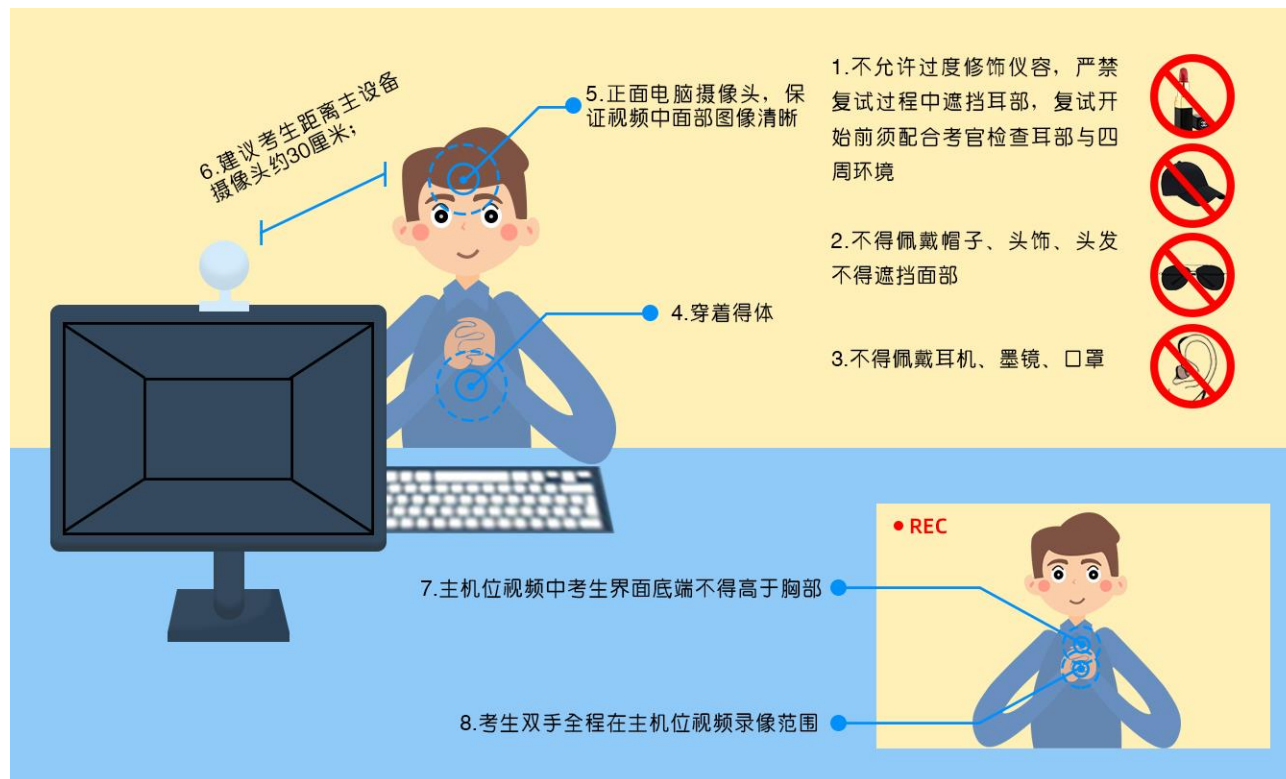 1.不允许过度修饰仪容，严禁
复试过程中遮挡耳部，复试开
始前须配合考官检查耳部与四
周环境
2.不得佩戴帽子、头饰、头发
不得遮挡面部
3.不得佩戴耳机、墨镜、口罩
4.穿着得体
5.正面电脑摄像头，保
证视频中面部图像清晰
6.建议考生距离主设备
摄像头约30厘米；
REC
7.主机位视频中考生界面底端不得高于胸部
8.考生双手全程在主机位视频录像范围